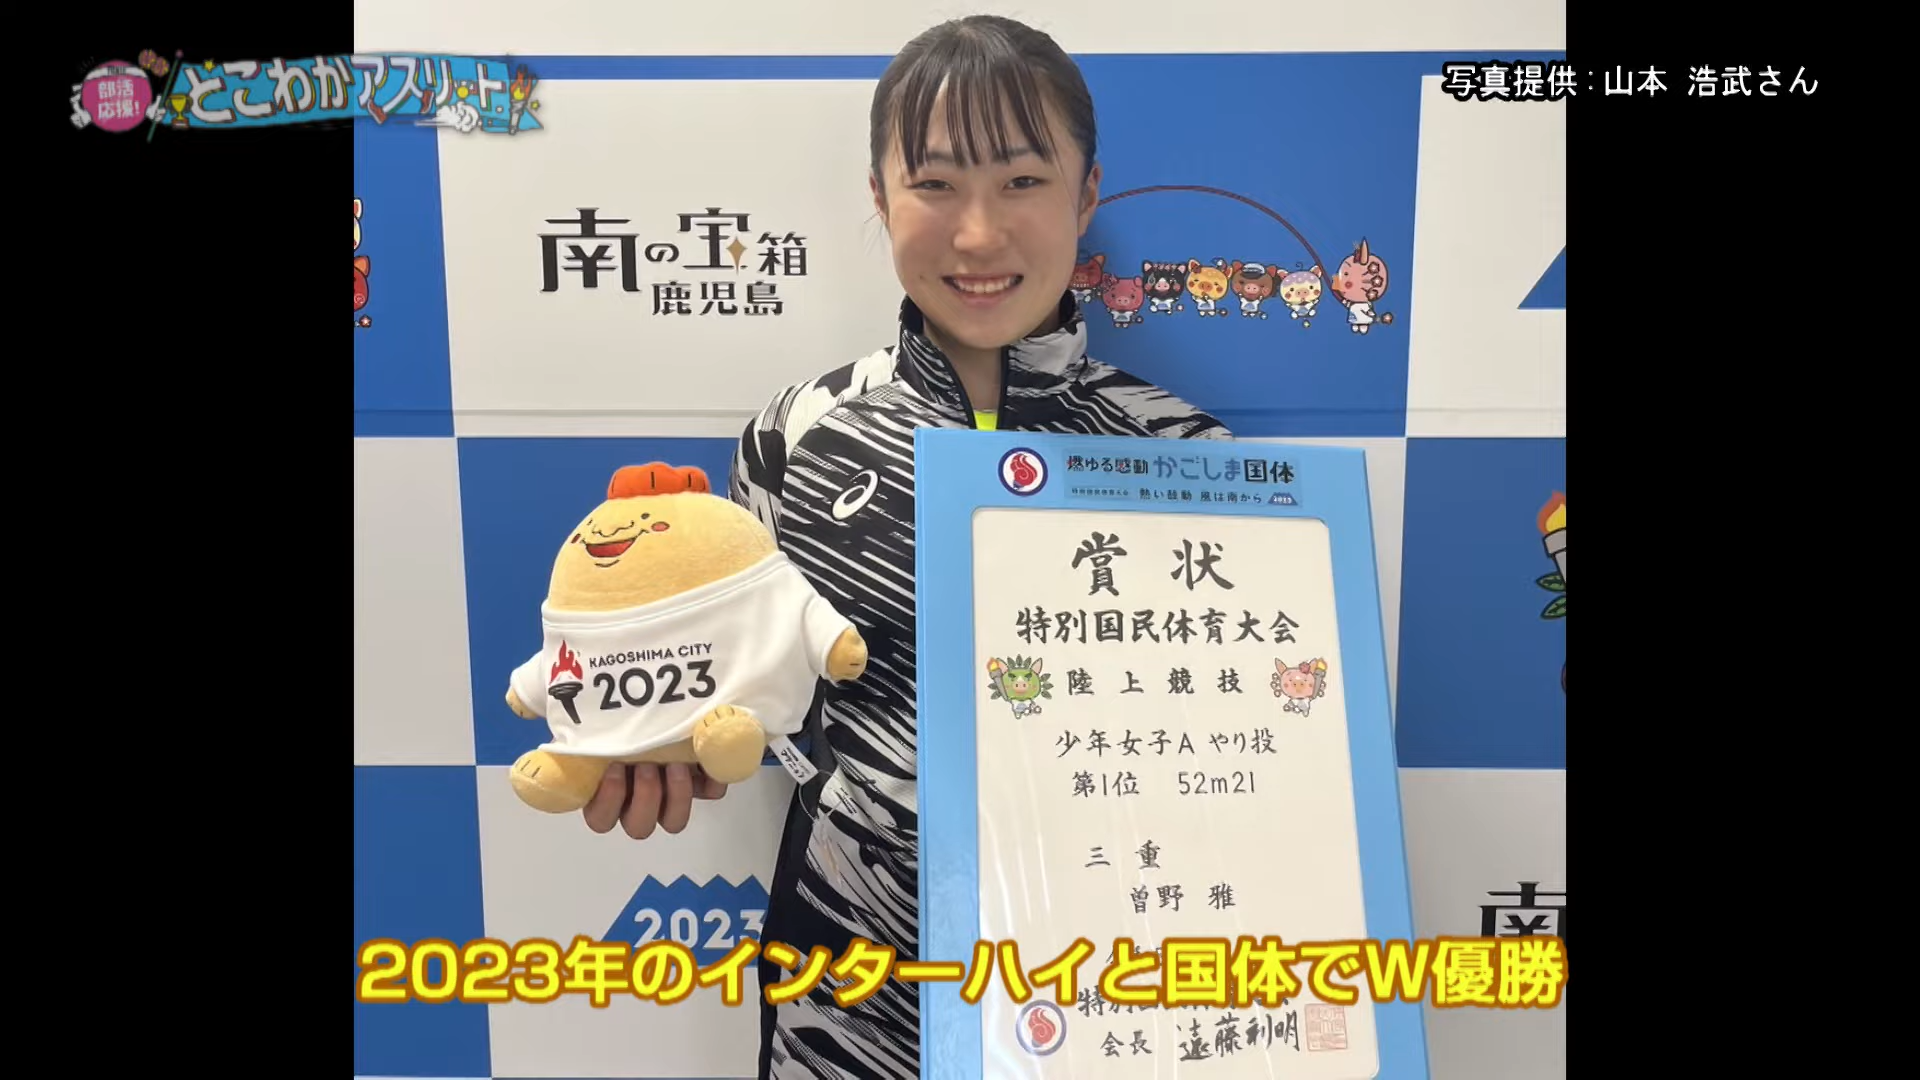 部活
応援!
とこわかアスリート
写真提供：山本 浩武さん
南の宝箱
鹿児島
燃ゆる感動 かごしま国体
熱い鼓動 風は南から
2023
賞状
特別国民体育大会
陸上競技
少年女子A やり投
第1位 52m21
三重
曽野 雅
KAGOSHIMA CITY
2023
2023
南
2023年のインターハイと国体でW優勝
会長 遠藤利明